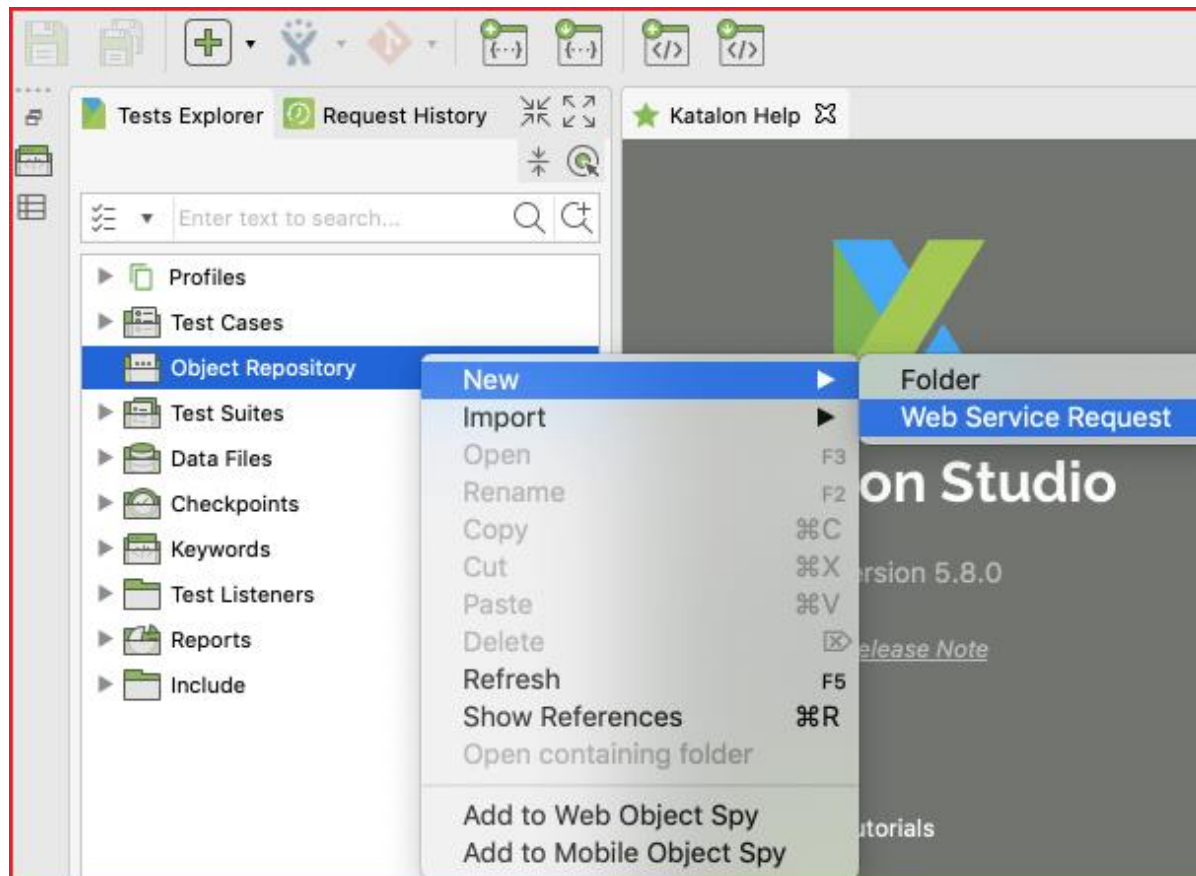 Tests Explorer
Request History
Katalon Help
Enter text to search...
Profiles
Test Cases
Object Repository
Test Suites
Data Files
Checkpoints
Keywords
Test Listeners
Reports
Include
New
Import
Open F3
Rename F2
Copy ⌘C
Cut ⌘X
Paste ⌘V
Delete
Refresh F5
Show References ⌘R
Open containing folder
Add to Web Object Spy
Add to Mobile Object Spy
Folder
Web Service Request
on Studio
ersion 5.8.0
elease Note
utorials